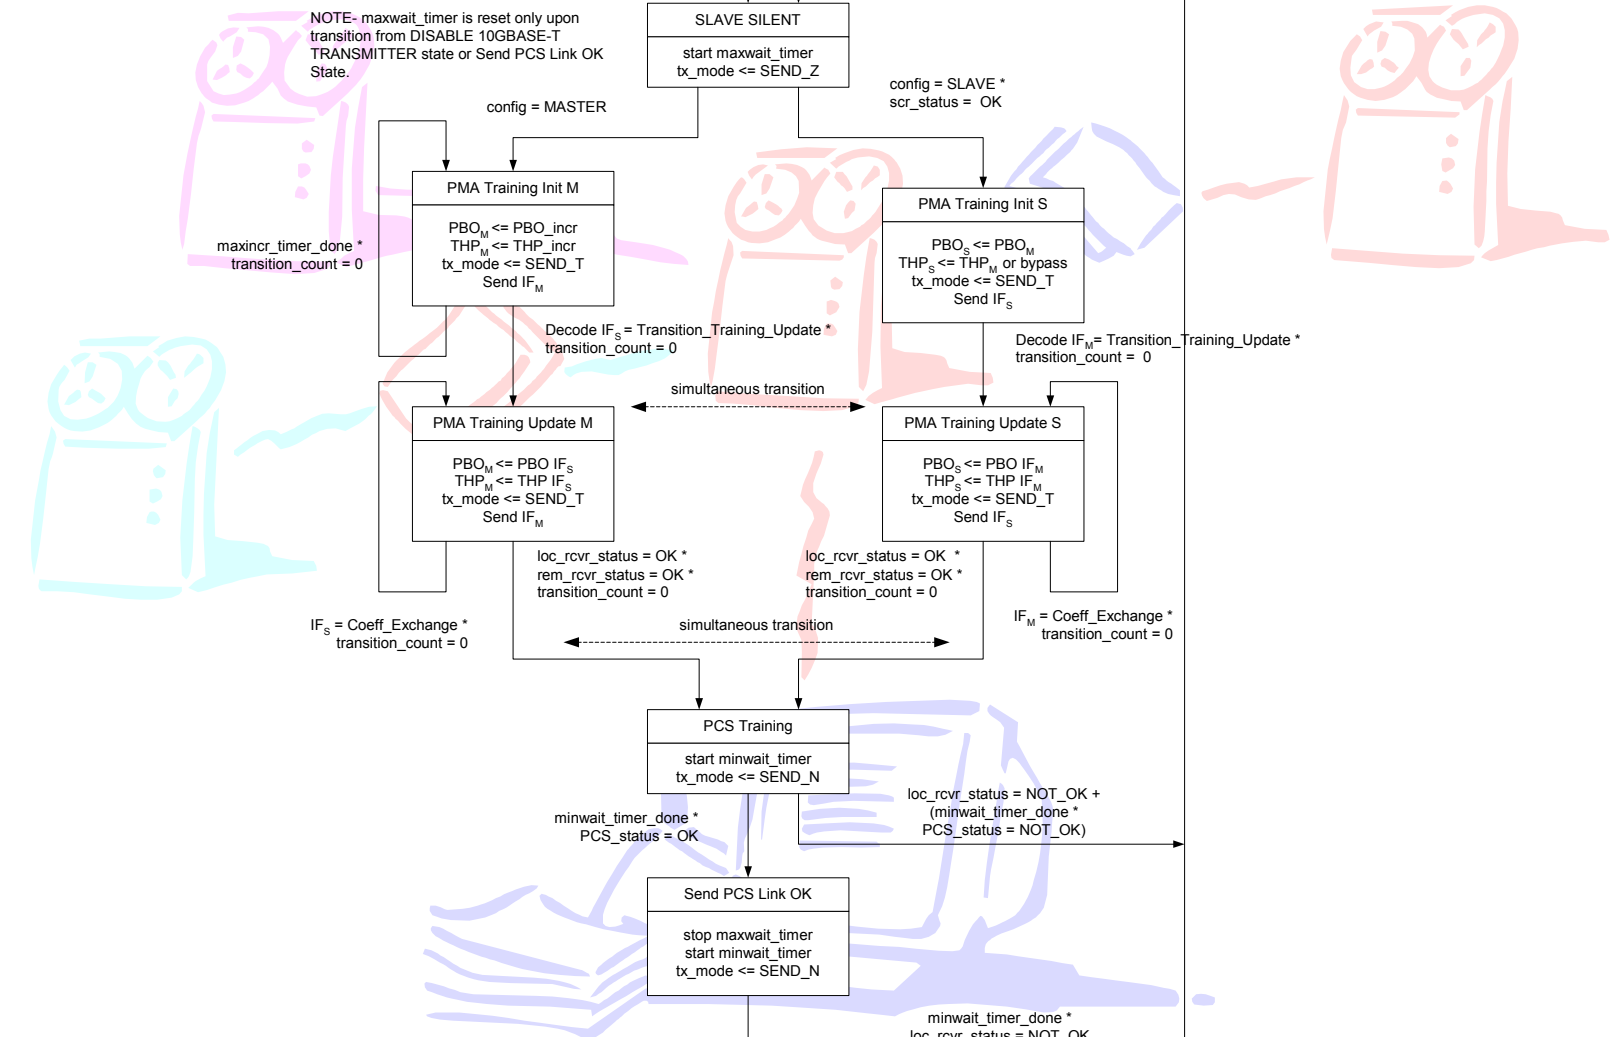 NOTE- maxwait_timer is reset only upon
transition from DISABLE 10GBASE-T
TRANSMITTER state or Send PCS Link OK
State.
SLAVE SILENT
start maxwait_timer
tx_mode <= SEND_Z
config = MASTER
config = SLAVE *
scr_status = OK
PMA Training Init M
PBOM <= PBO_incr
THPM <= THP_incr
tx_mode <= SEND_T
Send IFM
maxincr_timer_done *
transition_count = 0
PMA Training Init S
PBOS <= PBOM
THPS <= THPM or bypass
tx_mode <= SEND_T
Send IFS
Decode IFS = Transition_Training_Update *
transition_count = 0
Decode IFM= Transition_Training_Update *
transition_count = 0
simultaneous transition
PMA Training Update M
PBOM <= PBO IFS
THPM <= THP IFS
tx_mode <= SEND_T
Send IFM
PMA Training Update S
PBOS <= PBO IFM
THPS <= THP IFM
tx_mode <= SEND_T
Send IFS
loc_rcvr_status = OK *
rem_rcvr_status = OK *
transition_count = 0
loc_rcvr_status = OK *
rem_rcvr_status = OK *
transition_count = 0
IFS = Coeff_Exchange *
transition_count = 0
simultaneous transition
IFM = Coeff_Exchange *
transition_count = 0
PCS Training
start minwait_timer
tx_mode <= SEND_N
minwait_timer_done *
PCS_status = OK
loc_rcvr_status = NOT_OK +
(minwait_timer_done *
PCS_status = NOT_OK)
Send PCS Link OK
stop maxwait_timer
start minwait_timer
tx_mode <= SEND_N
minwait_timer_done *
loc_rcvr_status = NOT_OK